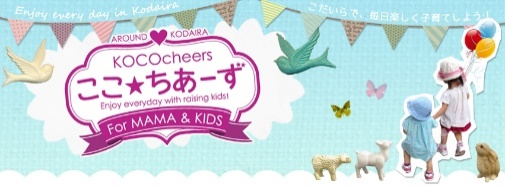 Enjoy every day in Kodaira
こだいらで、毎日楽しく子育てしよう!
AROUND KODAIRA
KOCOcheers
ここ★ちあーず
Enjoy everyday with raising kids!
For MAMA & KIDS